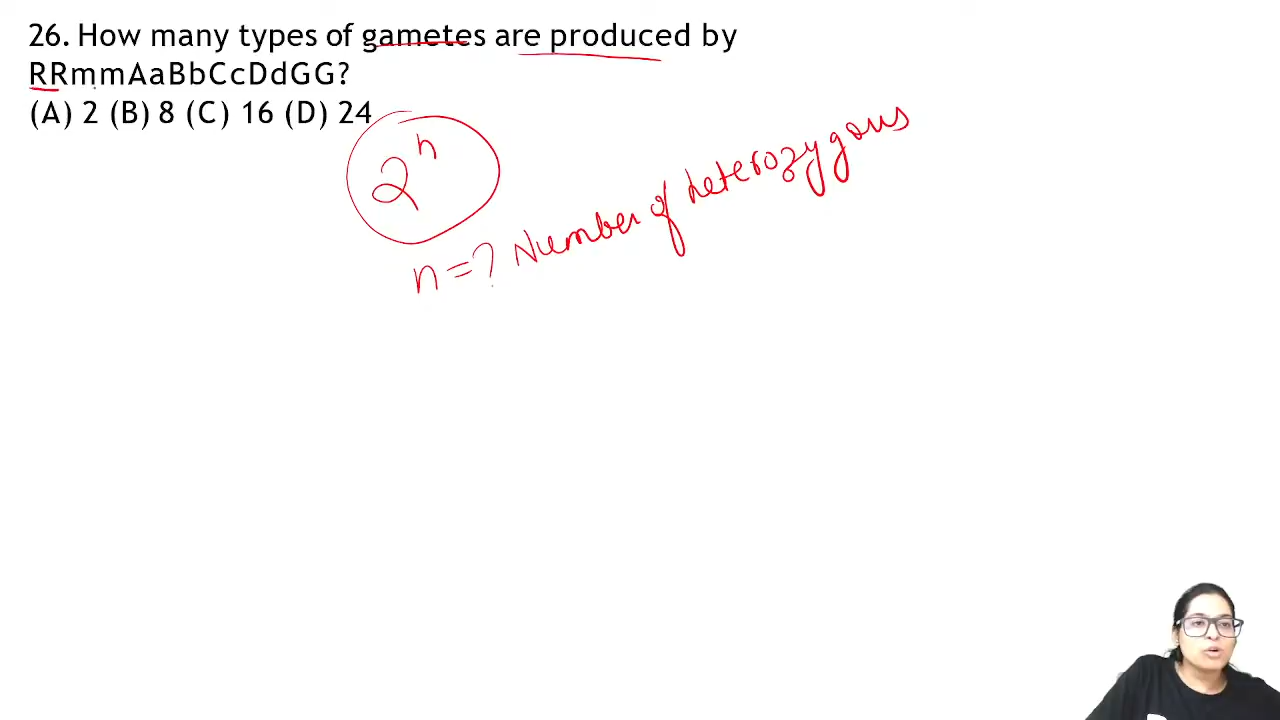 26. How many types of gametes are produced by
RRmmAaBbCcDdGG?
(A) 2 (B) 8 (C) 16 (D) 24
2ⁿ
n = ? Number of heterozygous